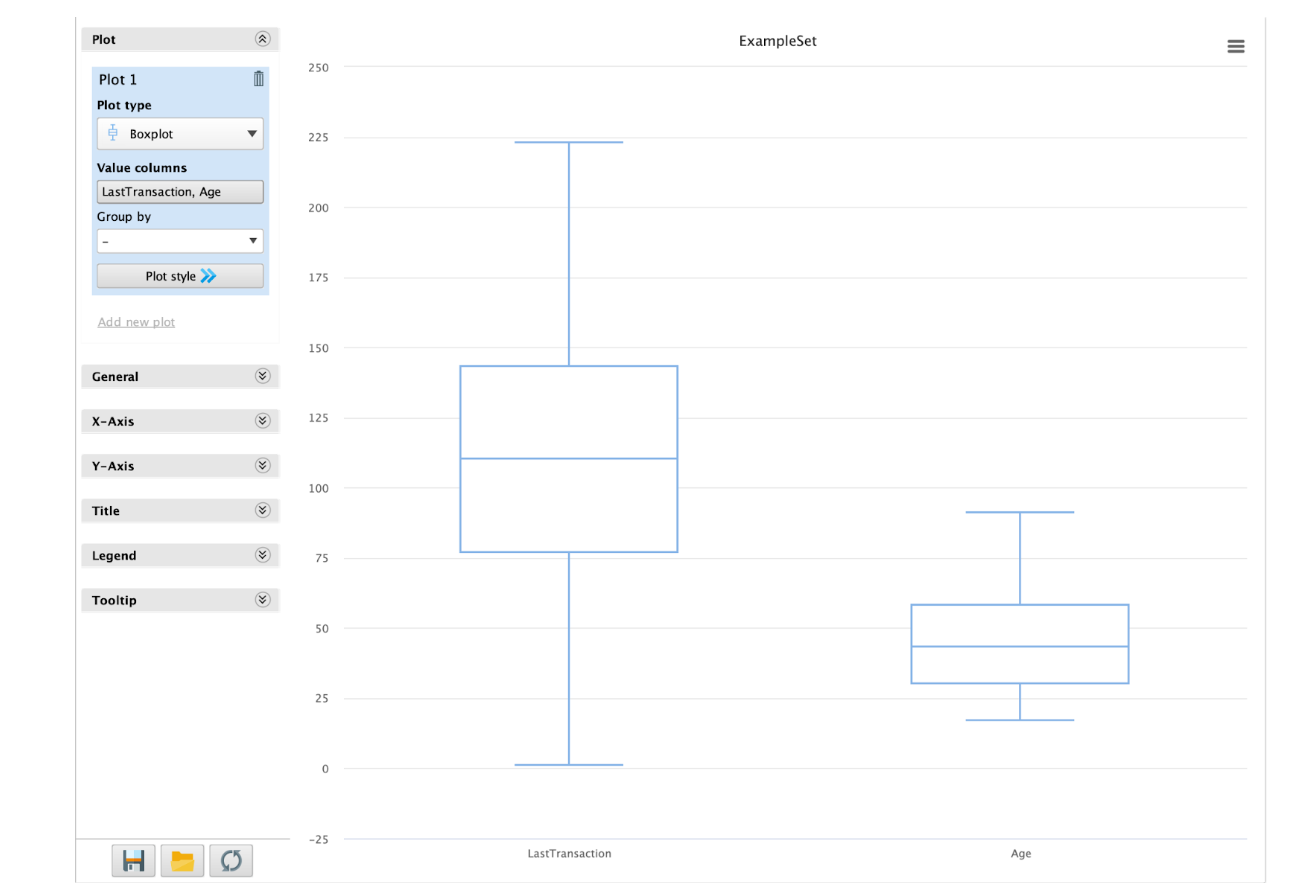 Plot
Plot 1
Plot type
Boxplot
Value columns
LastTransaction, Age
Group by
–
Plot style
Add new plot
General
X–Axis
Y–Axis
Title
Legend
Tooltip
ExampleSet
250
225
200
175
150
125
100
75
50
25
0
–25
LastTransaction
Age